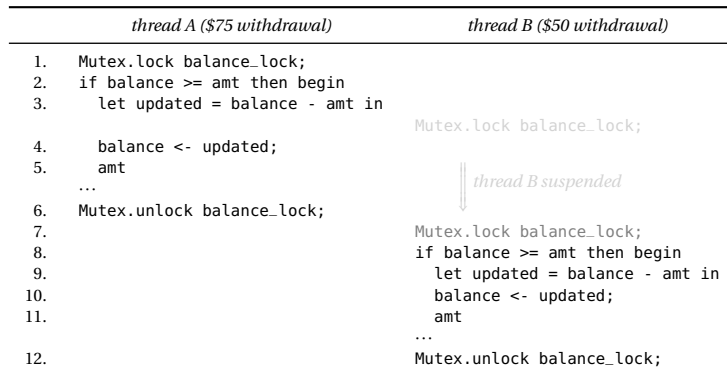 thread A ($75 withdrawal) thread B ($50 withdrawal)
1. Mutex.lock balance_lock;
2. if balance >= amt then begin
3. let updated = balance - amt in
Mutex.lock balance_lock;
4. balance <- updated;
5. amt
thread B suspended
...
6. Mutex.unlock balance_lock;
7. Mutex.lock balance_lock;
8. if balance >= amt then begin
9. let updated = balance - amt in
10. balance <- updated;
11. amt
...
12. Mutex.unlock balance_lock;